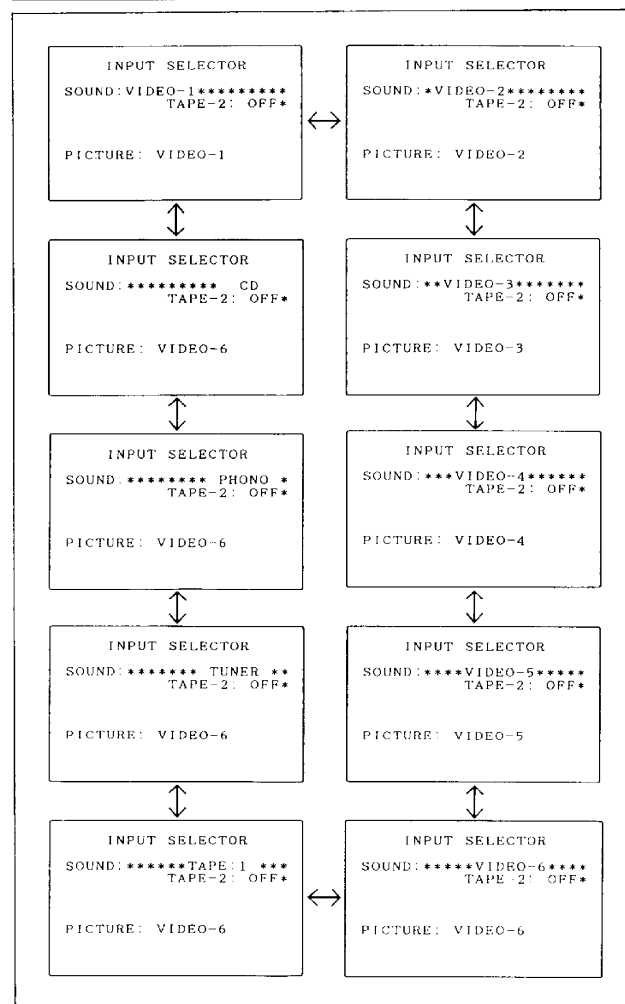 INPUT SELECTOR
SOUND:VIDEO-1*********
TAPE-2: OFF*
PICTURE: VIDEO-1
INPUT SELECTOR
SOUND:*VIDEO-2********
TAPE-2: OFF*
PICTURE: VIDEO-2
INPUT SELECTOR
SOUND:********* CD
TAPE-2: OFF*
PICTURE: VIDEO-6
INPUT SELECTOR
SOUND:**VIDEO-3*******
TAPE-2: OFF*
PICTURE: VIDEO-3
INPUT SELECTOR
SOUND:******** PHONO *
TAPE-2: OFF*
PICTURE: VIDEO-6
INPUT SELECTOR
SOUND:***VIDEO-4******
TAPE-2: OFF*
PICTURE: VIDEO-4
INPUT SELECTOR
SOUND:******* TUNER **
TAPE-2: OFF*
PICTURE: VIDEO-6
INPUT SELECTOR
SOUND:****VIDEO-5*****
TAPE-2: OFF*
PICTURE: VIDEO-5
INPUT SELECTOR
SOUND:******TAPE:1 ***
TAPE-2: OFF*
PICTURE: VIDEO-6
INPUT SELECTOR
SOUND:*****VIDEO-6****
TAPE-2: OFF*
PICTURE: VIDEO-6